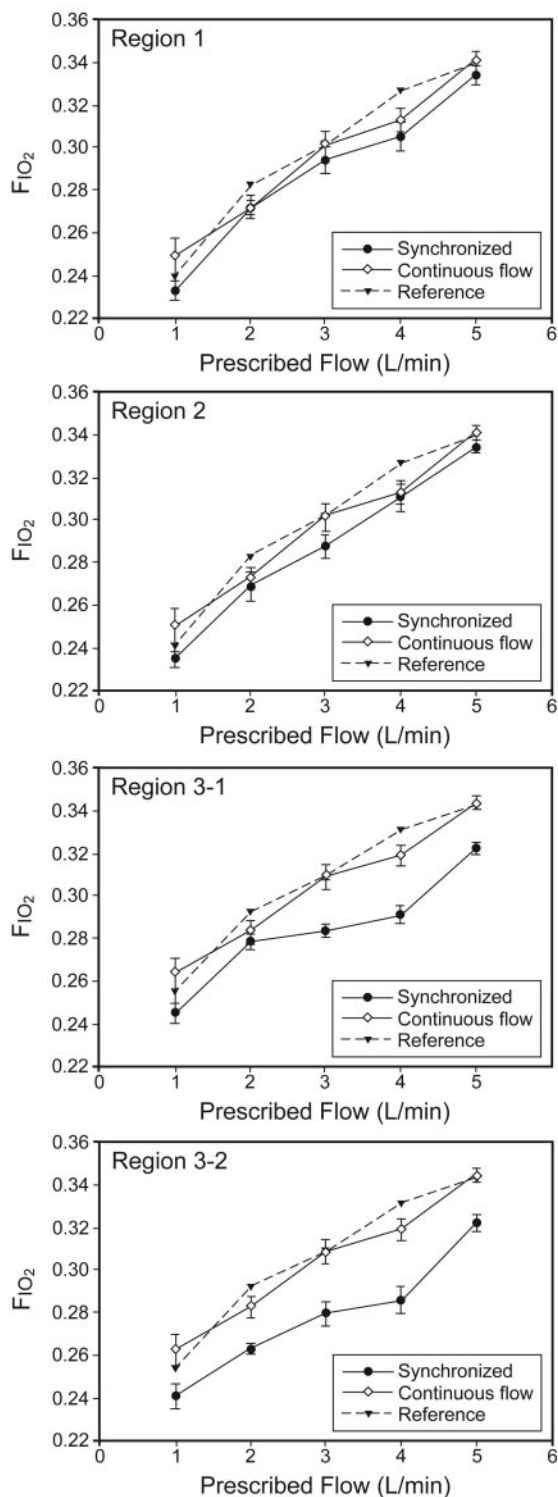 Region 1
0.36
0.34
0.32
0.30
0.28
0.26
0.24
0.22
FIO2
Synchronized
Continuous flow
Reference
0 1 2 3 4 5 6
Prescribed Flow (L/min)
Region 2
0.36
0.34
0.32
0.30
0.28
0.26
0.24
0.22
FIO2
Synchronized
Continuous flow
Reference
0 1 2 3 4 5 6
Prescribed Flow (L/min)
Region 3-1
0.36
0.34
0.32
0.30
0.28
0.26
0.24
0.22
FIO2
Synchronized
Continuous flow
Reference
0 1 2 3 4 5 6
Prescribed Flow (L/min)
Region 3-2
0.36
0.34
0.32
0.30
0.28
0.26
0.24
0.22
FIO2
Synchronized
Continuous flow
Reference
0 1 2 3 4 5 6
Prescribed Flow (L/min)